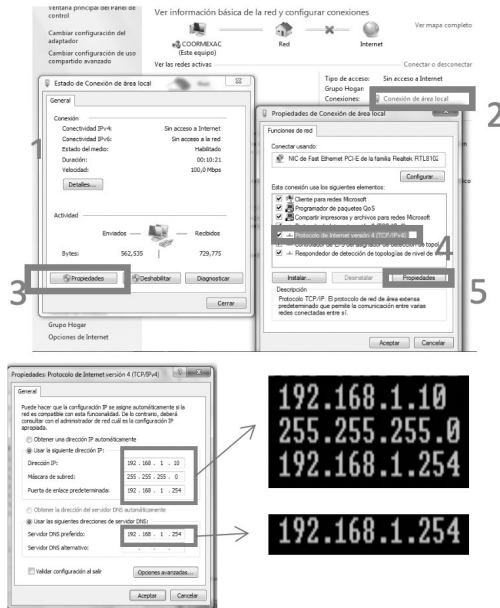 Ventana principal del Panel de control
Cambiar configuración del adaptador
Cambiar configuración de uso compartido avanzado
Ver información básica de la red y configurar conexiones
Ver mapa completo
COORMEXAC
(Este equipo)
Red
Internet
Ver las redes activas
Conectar o desconectar
Tipo de acceso: Sin acceso a Internet
Grupo Hogar:
Conexiones: Conexión de área local
2
Estado de Conexión de área local
General
Conexión
1
Conectividad IPv4: Sin acceso a Internet
Conectividad IPv6: Sin acceso a la red
Estado del medio: Habilitado
Duración: 00:10:21
Velocidad: 100,0 Mbps
Detalles...
Actividad
Enviados
Recibidos
Bytes: 562,535 729,775
3
Propiedades
Deshabilitar
Diagnosticar
Cerrar
Grupo Hogar
Opciones de Internet
Propiedades de Conexión de área local
Funciones de red
Conectar usando:
NIC de Fast Ethernet PCI-E de la familia Realtek RTL8102
Configurar...
Esta conexión usa los siguientes elementos:
Cliente para redes Microsoft
Programador de paquetes QoS
Compartir impresoras y archivos para redes Microsoft
Protocolo de Internet versión 4 (TCP/IPv4)
4
Respondedor de detección de topologías de nivel de
Instalar...
Desinstalar
Propiedades
5
Descripción
Protocolo TCP/IP. El protocolo de red de área extensa
predeterminado que permite la comunicación entre varias
redes conectadas entre sí.
Aceptar
Cancelar
Propiedades: Protocolo de Internet versión 4 (TCP/IPv4)
General
Puede hacer que la configuración IP se asigne automáticamente si la
red es compatible con esta funcionalidad. De lo contrario, deberá
consultar con el administrador de red cuál es la configuración IP
apropiada.
Obtener una dirección IP automáticamente
Usar la siguiente dirección IP:
Dirección IP: 192 . 168 . 1 . 10
Máscara de subred: 255 . 255 . 255 . 0
Puerta de enlace predeterminada: 192 . 168 . 1 . 254
Obtener la dirección del servidor DNS automáticamente
Usar las siguientes direcciones de servidor DNS:
Servidor DNS preferido: 192 . 168 . 1 . 254
Servidor DNS alternativo: . . .
Validar configuración al salir
Opciones avanzadas...
Aceptar
Cancelar
192.168.1.10
255.255.255.0
192.168.1.254
192.168.1.254